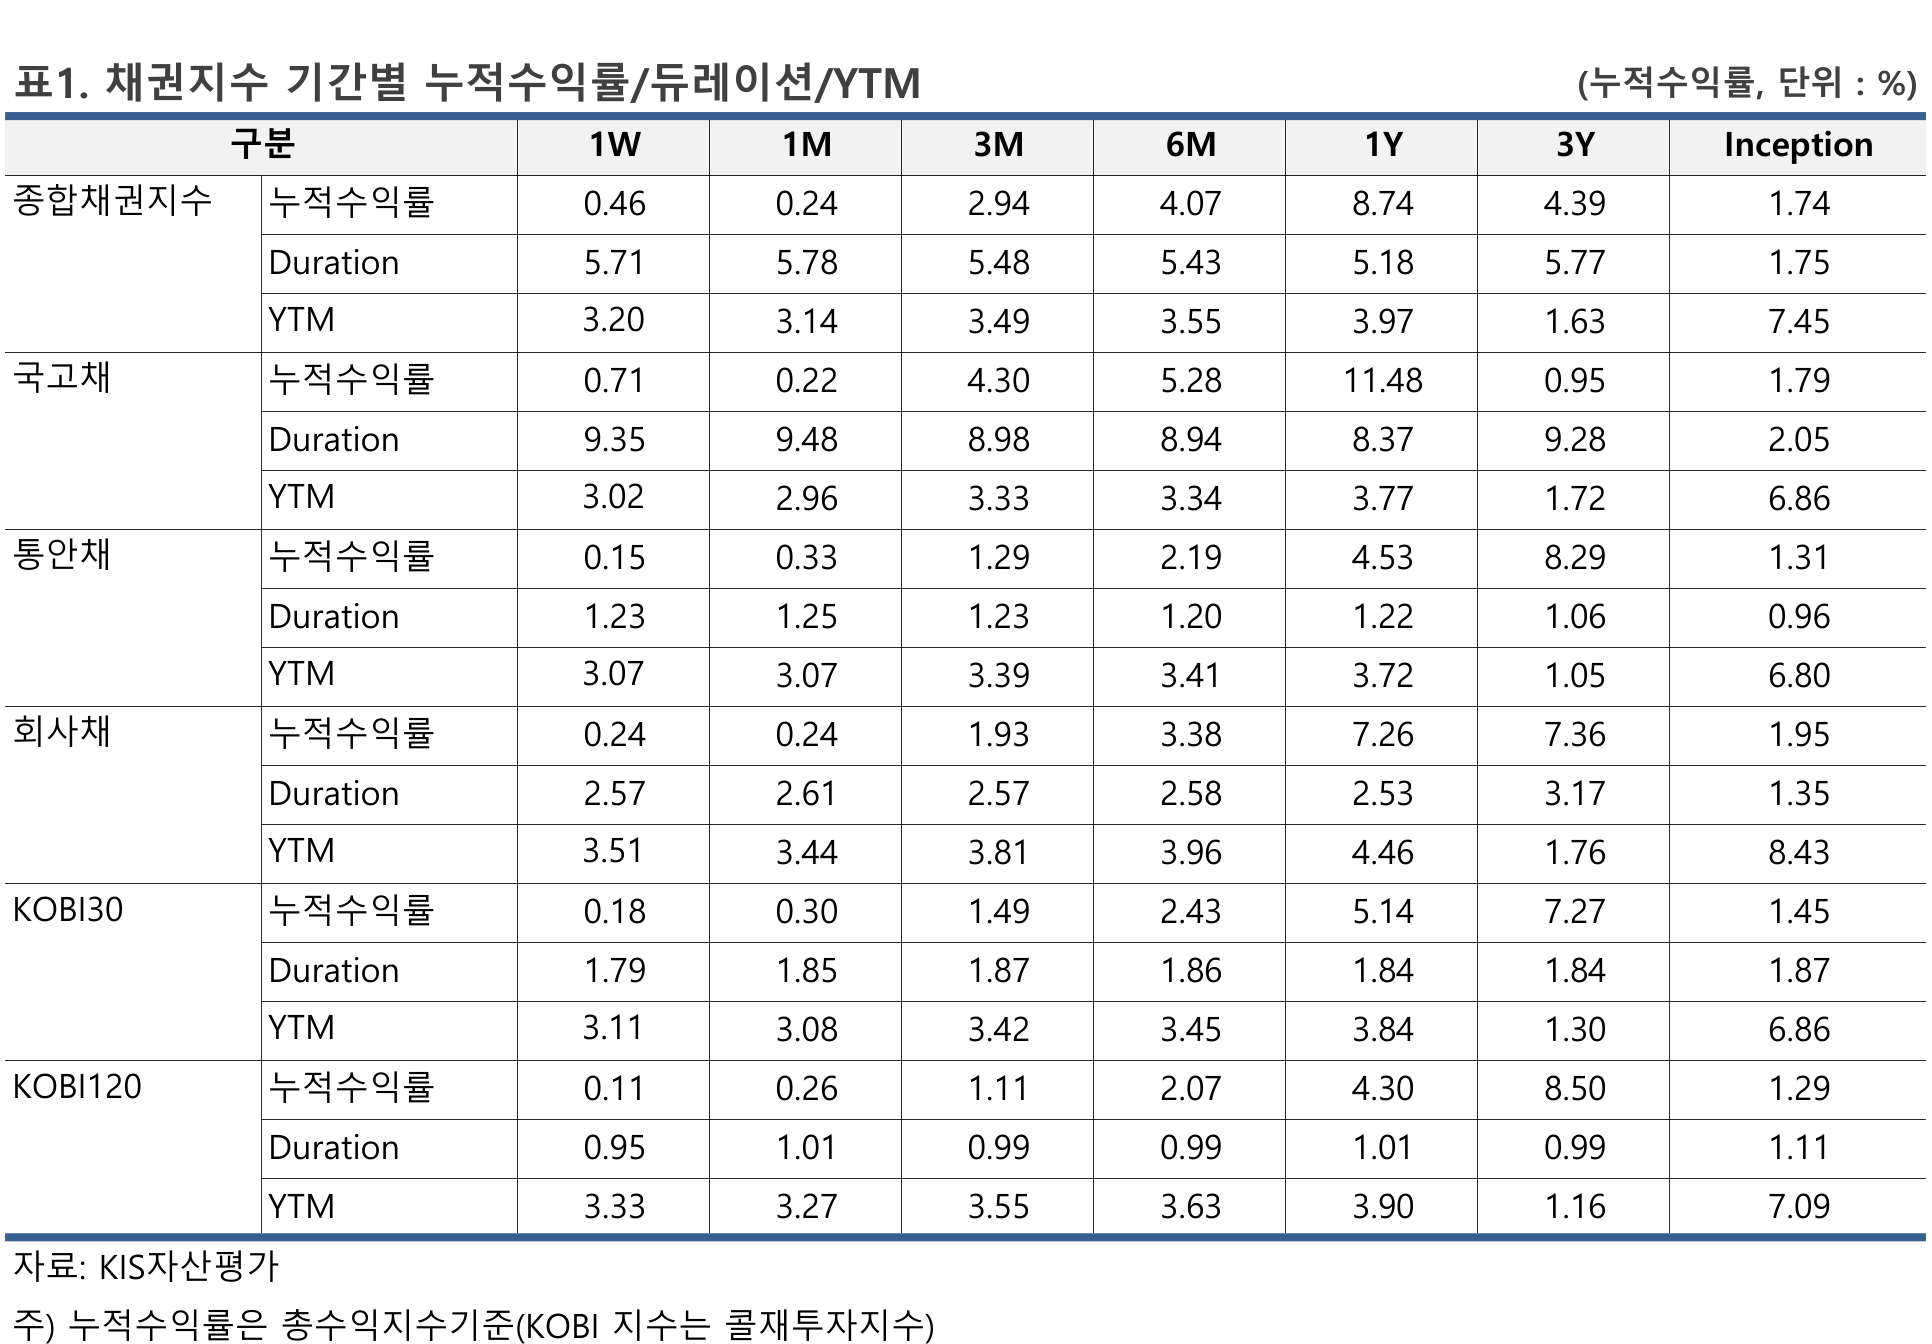 표1. 채권지수 기간별 누적수익률/듀레이션/YTM (누적수익률, 단위 : %)
구분 1W 1M 3M 6M 1Y 3Y Inception
종합채권지수 누적수익률 0.46 0.24 2.94 4.07 8.74 4.39 1.74
Duration 5.71 5.78 5.48 5.43 5.18 5.77 1.75
YTM 3.20 3.14 3.49 3.55 3.97 1.63 7.45
국고채 누적수익률 0.71 0.22 4.30 5.28 11.48 0.95 1.79
Duration 9.35 9.48 8.98 8.94 8.37 9.28 2.05
YTM 3.02 2.96 3.33 3.34 3.77 1.72 6.86
통안채 누적수익률 0.15 0.33 1.29 2.19 4.53 8.29 1.31
Duration 1.23 1.25 1.23 1.20 1.22 1.06 0.96
YTM 3.07 3.07 3.39 3.41 3.72 1.05 6.80
회사채 누적수익률 0.24 0.24 1.93 3.38 7.26 7.36 1.95
Duration 2.57 2.61 2.57 2.58 2.53 3.17 1.35
YTM 3.51 3.44 3.81 3.96 4.46 1.76 8.43
KOBI30 누적수익률 0.18 0.30 1.49 2.43 5.14 7.27 1.45
Duration 1.79 1.85 1.87 1.86 1.84 1.84 1.87
YTM 3.11 3.08 3.42 3.45 3.84 1.30 6.86
KOBI120 누적수익률 0.11 0.26 1.11 2.07 4.30 8.50 1.29
Duration 0.95 1.01 0.99 0.99 1.01 0.99 1.11
YTM 3.33 3.27 3.55 3.63 3.90 1.16 7.09
자료: KIS자산평가
주) 누적수익률은 총수익지수기준(KOBI 지수는 콜재투자지수)